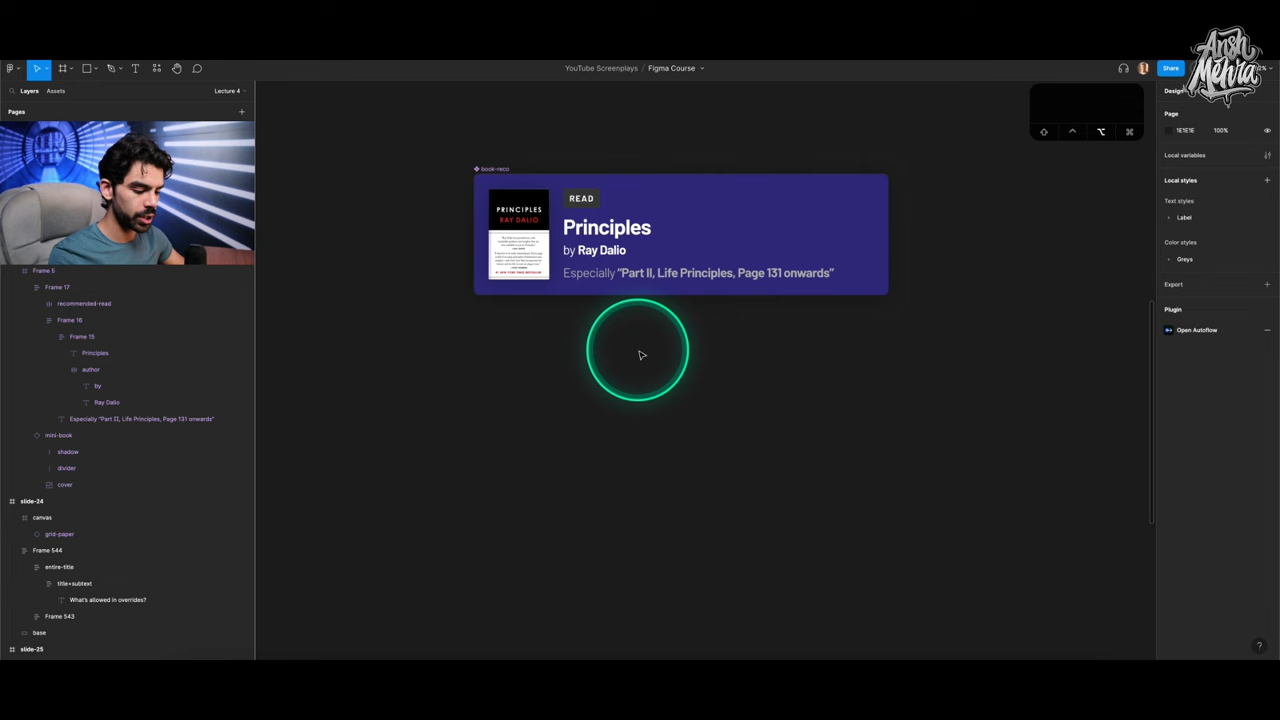 Ansh
Mehra
YouTube Screenplays / Figma Course
Share
Layers
Assets
Lecture 4
Pages
Frame 5
Frame 17
recommended-read
Frame 16
Frame 15
Principles
author
by
Ray Dalio
Especially “Part II, Life Principles, Page 131 onwards”
mini-book
shadow
divider
cover
slide-24
canvas
grid-paper
Frame 544
entire-title
title+subtext
What's allowed in overrides?
Frame 543
base
slide-25
book-reco
PRINCIPLES
RAY DALIO
READ
Principles
by Ray Dalio
Especially “Part II, Life Principles, Page 131 onwards”
Design
Page
1E1E1E 100%
Local variables
Local styles
Text styles
Label
Color styles
Greys
Export
Plugin
Open Autoflow
?